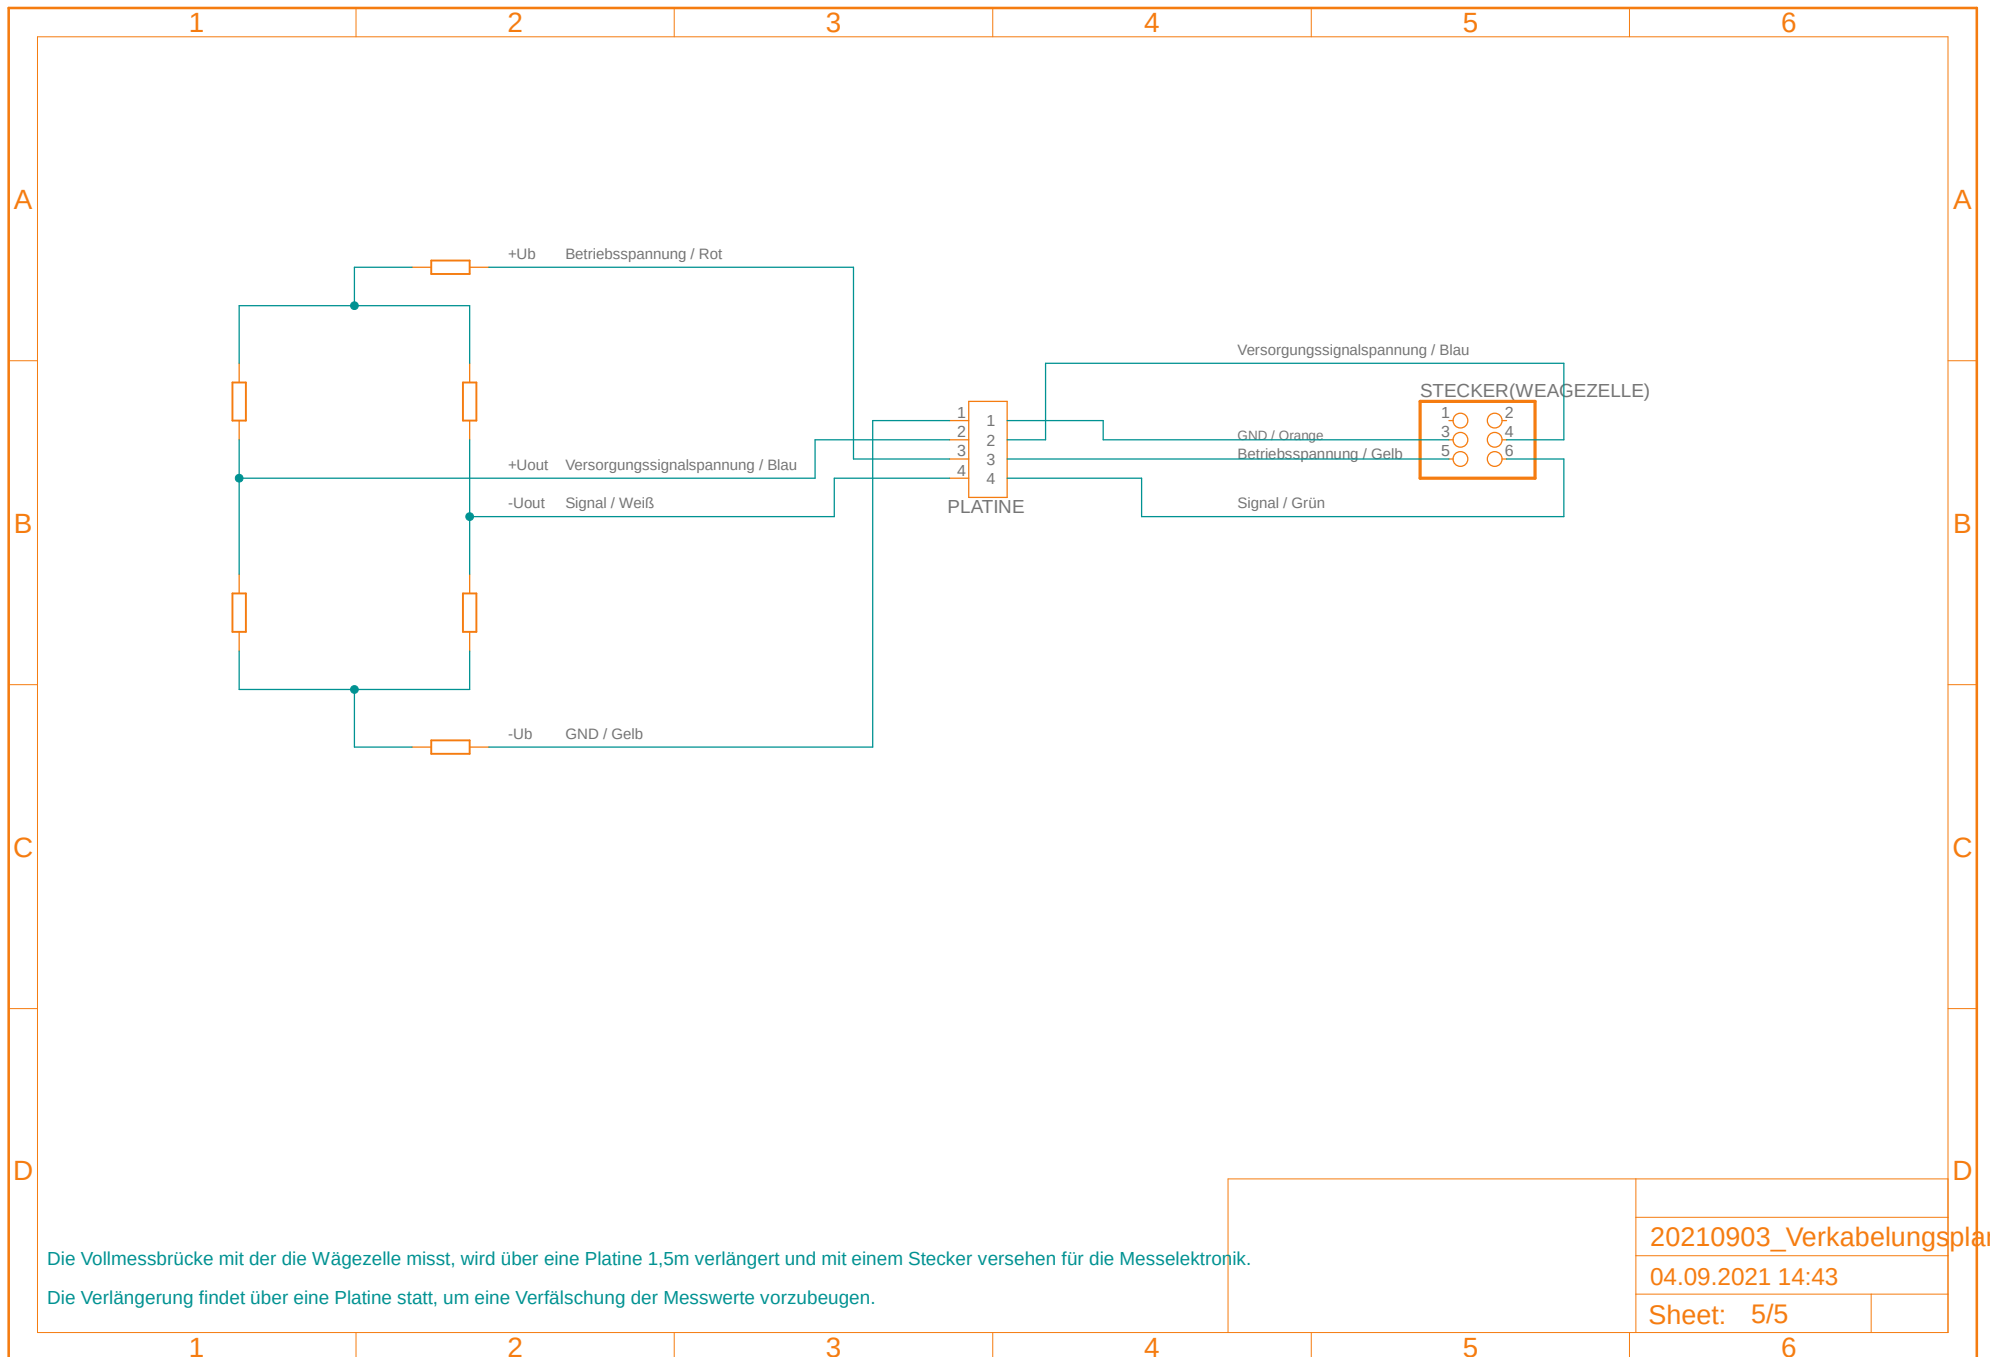 1 2 3 4 5 6
A A
+Ub Betriebsspannung / Rot
Versorgungssignalspannung / Blau
STECKER(WEAGEZELLE)
1 1 1 2
2 2 GND / Orange 3 4
3 3 Betriebsspannung / Gelb 5 6
+Uout Versorgungssignalspannung / Blau 4 4
-Uout Signal / Weiß PLATINE Signal / Grün
B B
-Ub GND / Gelb
C C
D D
20210903_Verkabelungsplan
Die Vollmessbrücke mit der die Wägezelle misst, wird über eine Platine 1,5m verlängert und mit einem Stecker versehen für die Messelektronik.
04.09.2021 14:43
Die Verlängerung findet über eine Platine statt, um eine Verfälschung der Messwerte vorzubeugen.
Sheet: 5/5
1 2 3 4 5 6